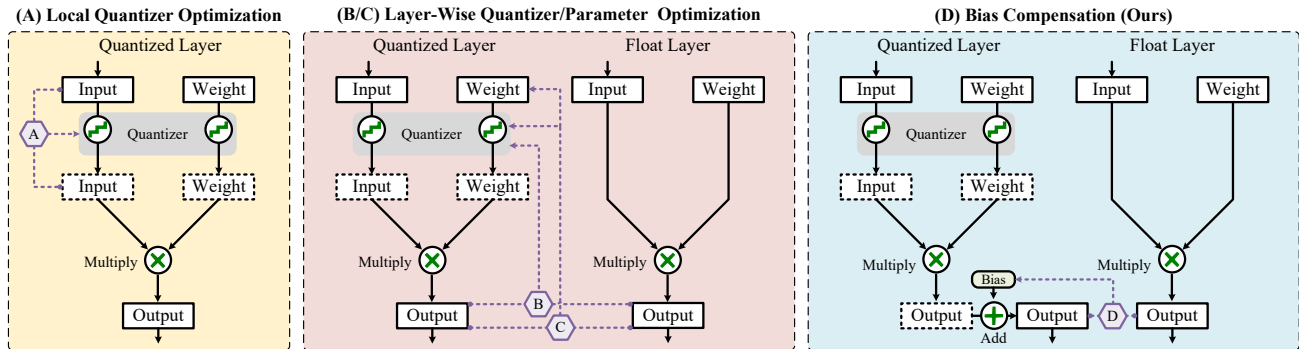 (A) Local Quantizer Optimization
(B/C) Layer-Wise Quantizer/Parameter Optimization
(D) Bias Compensation (Ours)
Quantized Layer
Input
Weight
A
Quantizer
Input
Weight
Multiply
Output
Quantized Layer
Float Layer
Input
Weight
Input
Weight
Quantizer
Input
Weight
Multiply
Multiply
B
Output
Output
C
Quantized Layer
Float Layer
Input
Weight
Input
Weight
Quantizer
Input
Weight
Multiply
Multiply
Bias
Output
Output
D
Output
Add